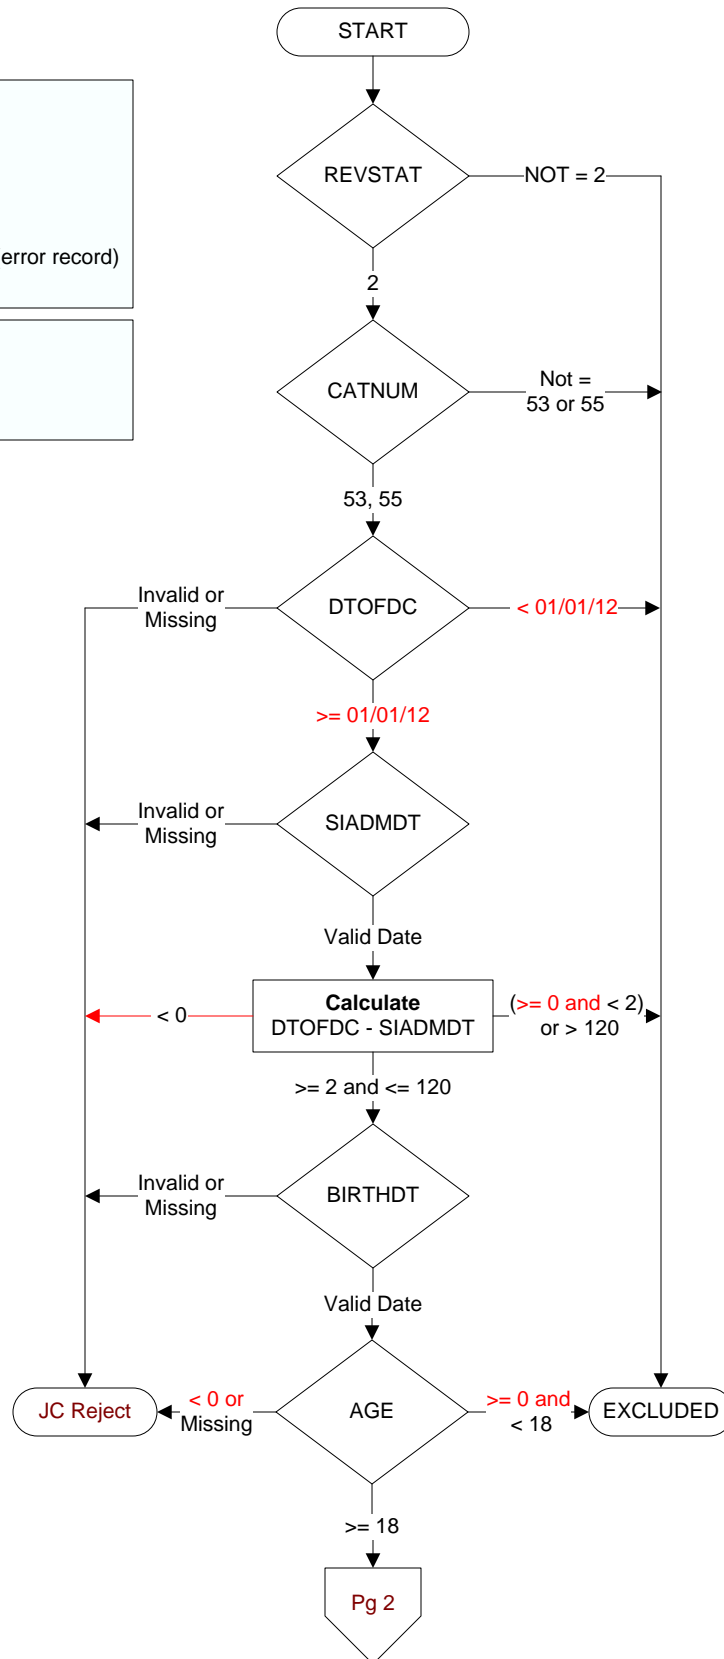 START
REVSTAT
NOT = 2
error record)
2
CATNUM
Not =
53 or 55
53, 55
Invalid or
Missing
DTOFDC
< 01/01/12
>= 01/01/12
Invalid or
Missing
SIADMDT
Valid Date
< 0
Calculate
DTOFDC - SIADMDT
(>= 0 and < 2)
or > 120
>= 2 and <= 120
Invalid or
Missing
BIRTHDT
Valid Date
JC Reject
< 0 or
Missing
AGE
>= 0 and
< 18
EXCLUDED
>= 18
Pg 2